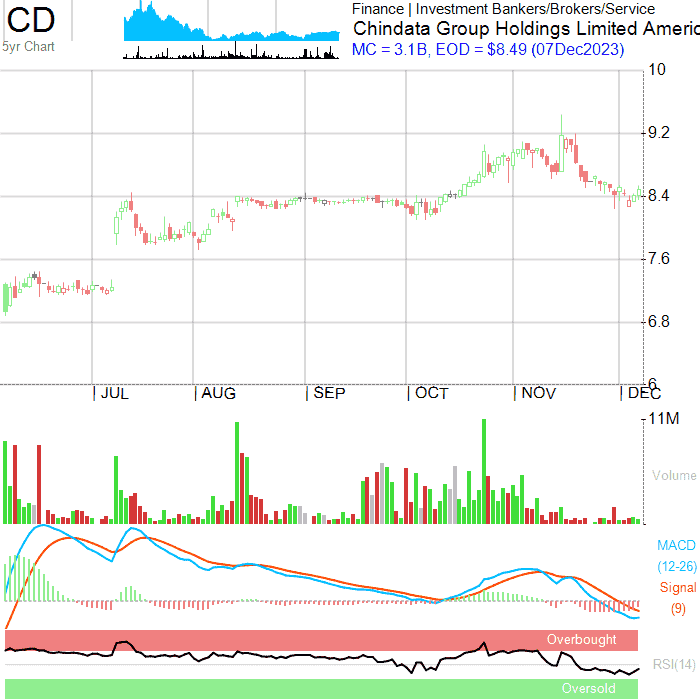 CD
5yr Chart
Finance | Investment Bankers/Brokers/Service
Chindata Group Holdings Limited Americ
MC = 3.1B, EOD = $8.49 (07Dec2023)
10
9.2
8.4
7.6
6.8
6
| JUL | AUG | SEP | OCT | NOV | DEC
11M
Volume
MACD
(12-26)
Signal
(9)
Overbought
RSI(14)
Oversold